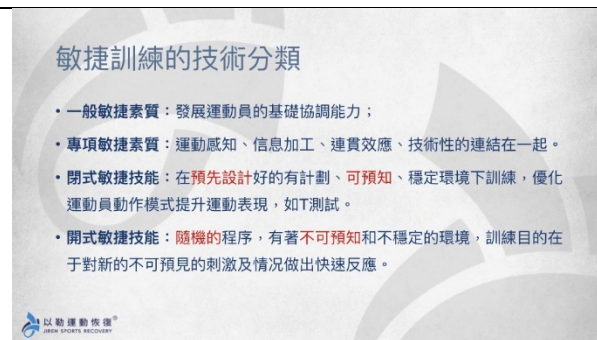 敏捷訓練的技術分類
• 一般敏捷素質：發展運動員的基礎協調能力；
• 專項敏捷素質：運動感知、信息加工、連貫效應、技術性的連結在一起。
• 閉式敏捷技能：在預先設計好的有計劃、可預知、穩定環境下訓練，優化
運動員動作模式提升運動表現，如T測試。
• 開式敏捷技能：隨機的程序，有著不可預知和不穩定的環境，訓練目的在
于對新的不可預見的刺激及情況做出快速反應。
以勒運動恢復®
JIREH SPORTS RECOVERY